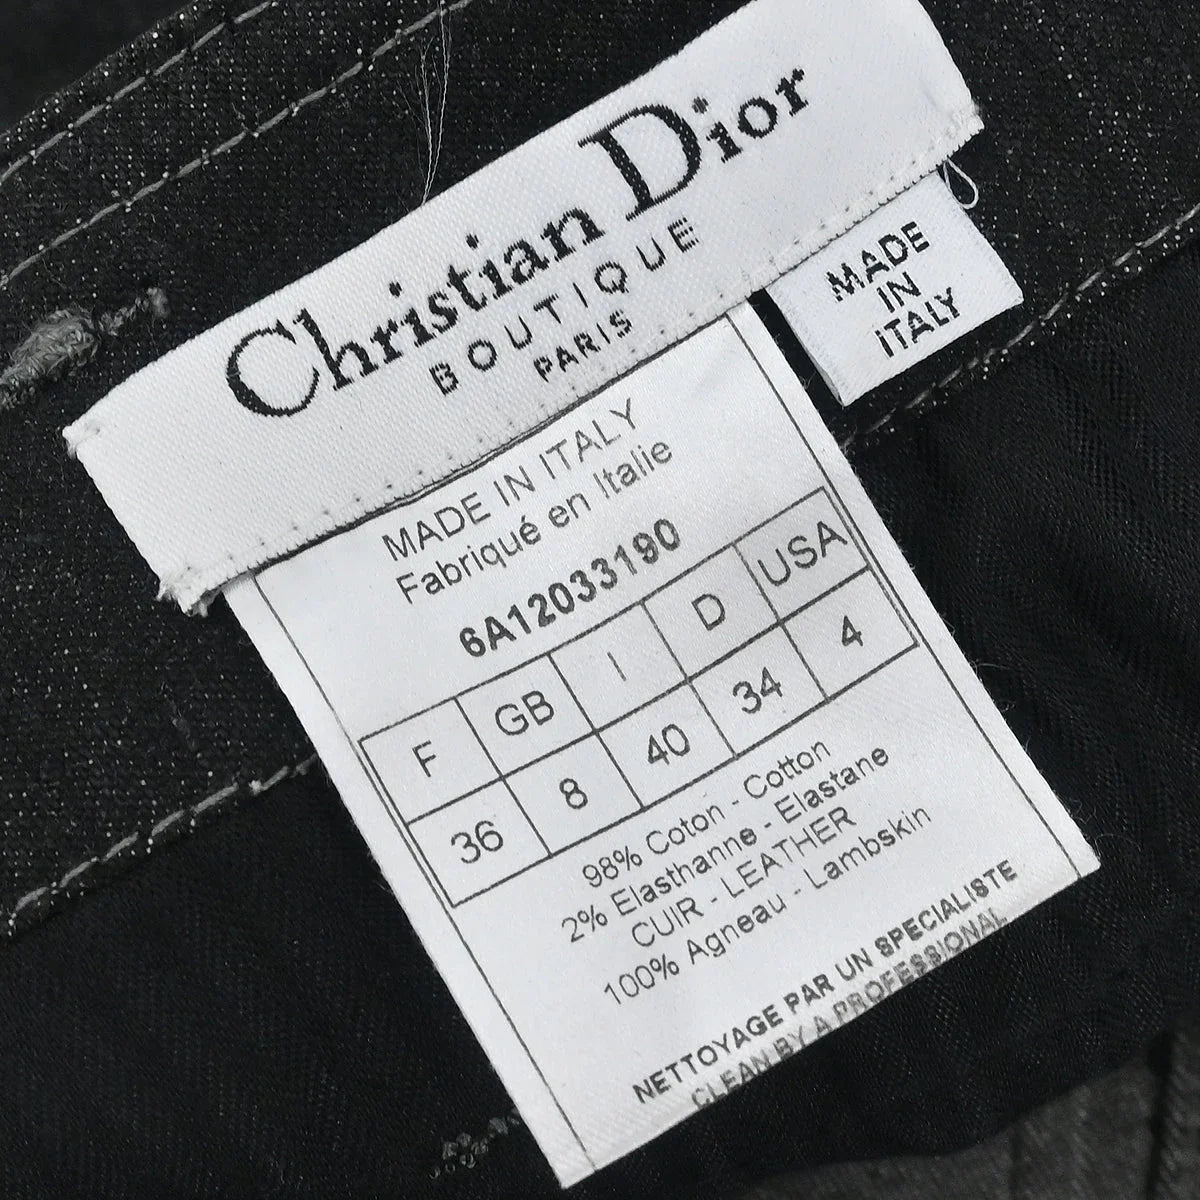 Christian Dior
BOUTIQUE
PARIS
MADE
IN
ITALY
MADE IN ITALY
Fabriqué en Italie
6A12033190
F GB I D USA
36 8 40 34 4
98% Coton - Cotton
2% Elasthanne - Elastane
CUIR - LEATHER
100% Agneau - Lambskin
NETTOYAGE PAR UN SPECIALISTE
CLEAN BY A PROFESSIONAL